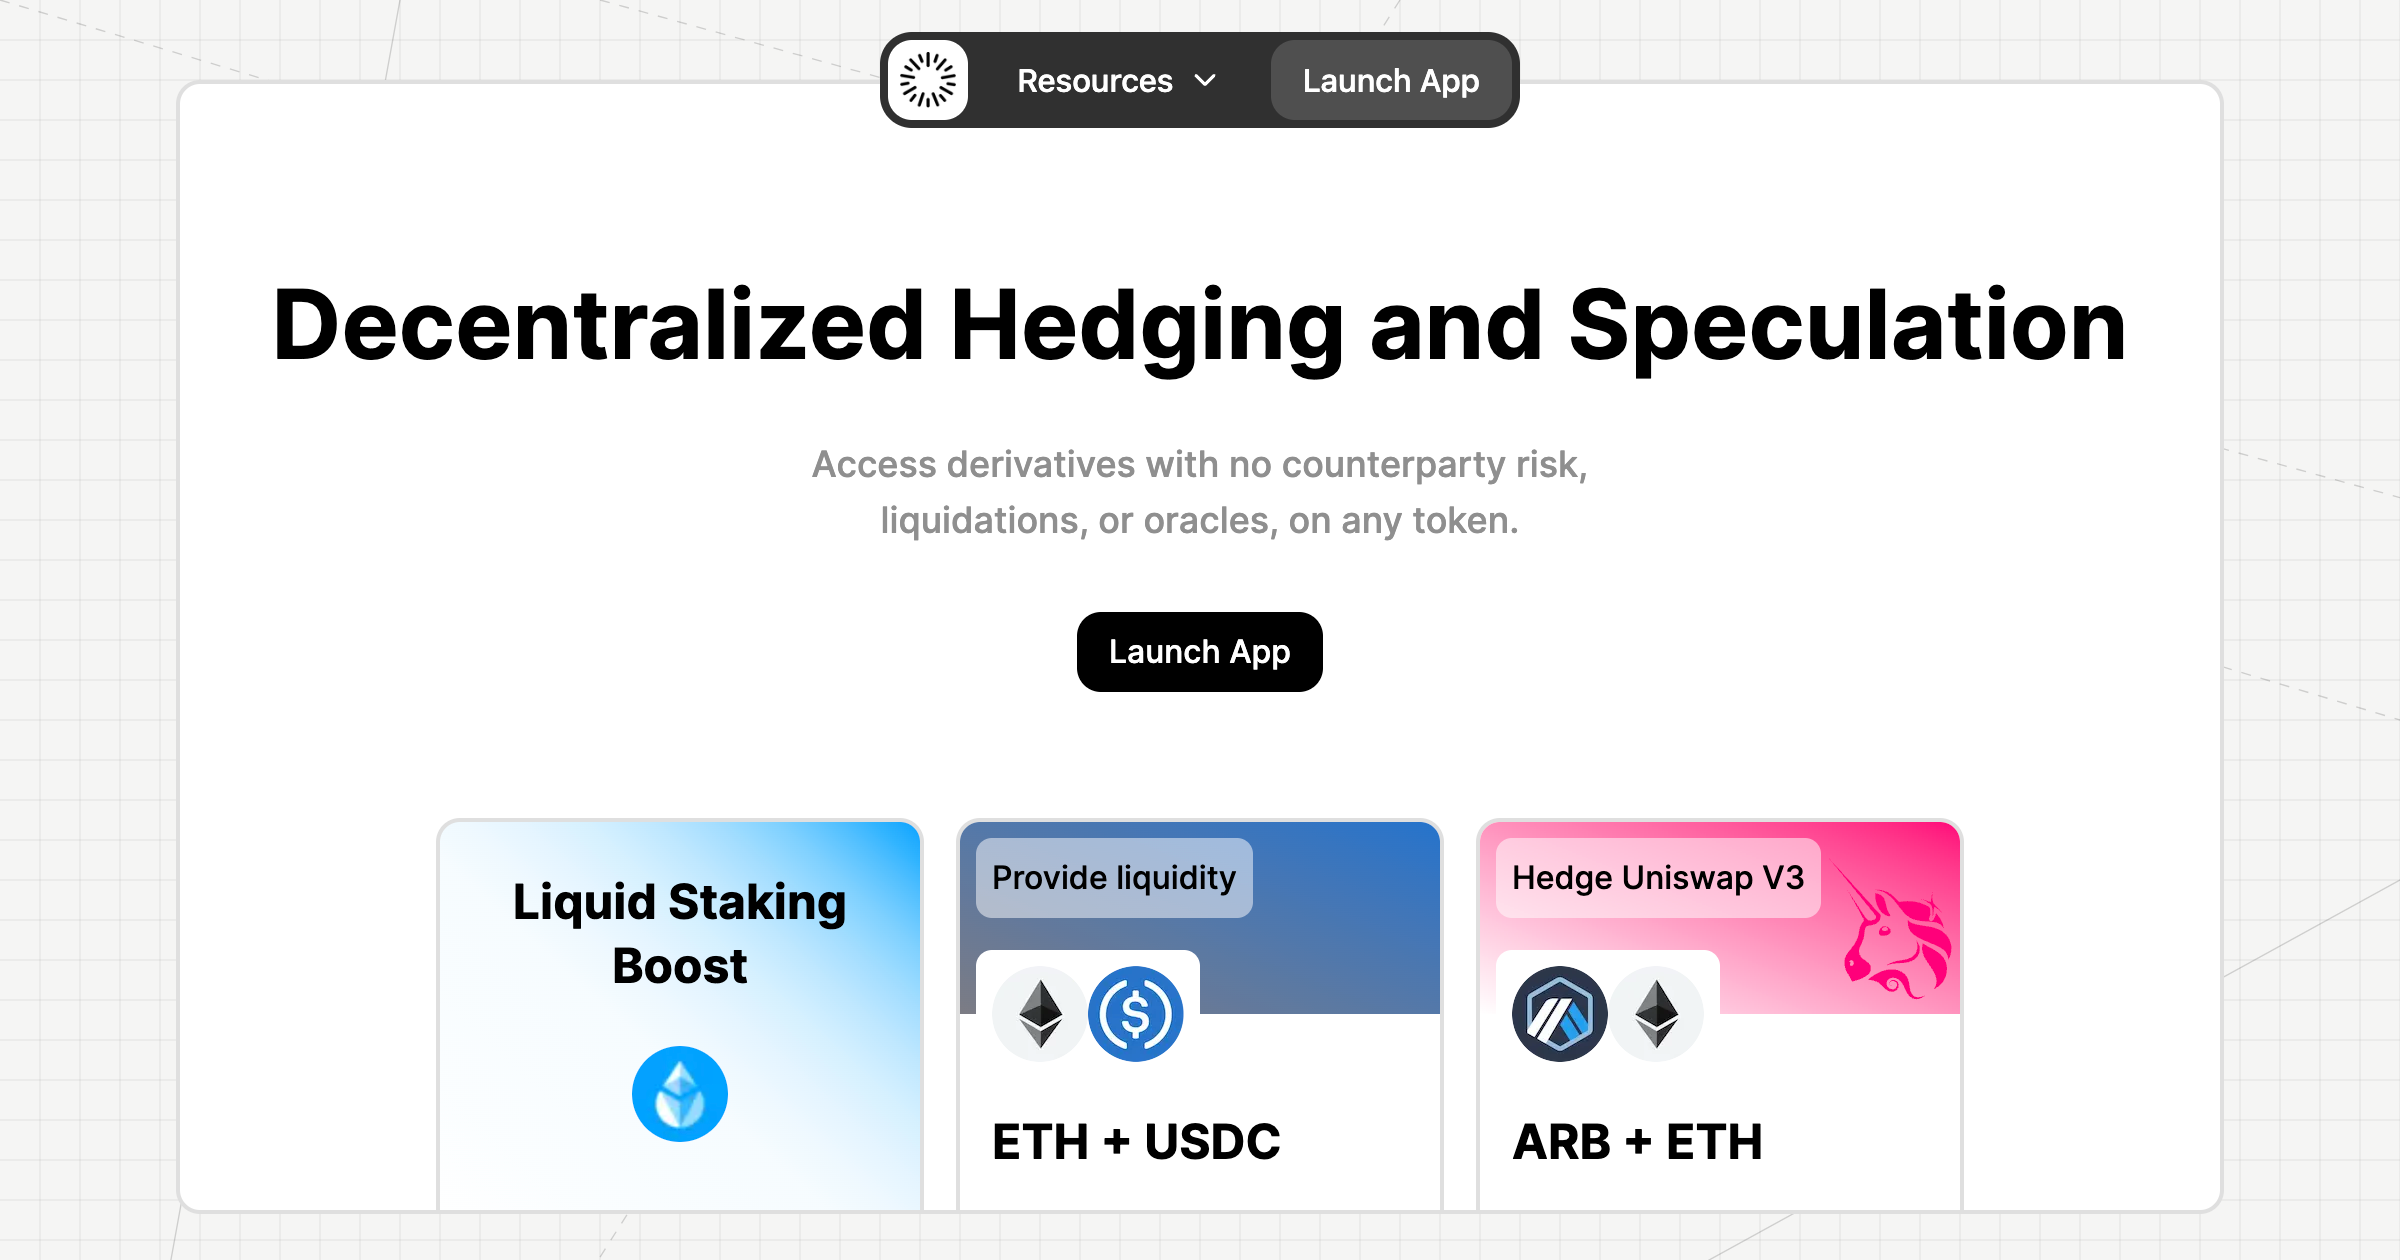 Resources
Launch App
Decentralized Hedging and Speculation
Access derivatives with no counterparty risk,
liquidations, or oracles, on any token.
Launch App
Liquid Staking
Boost
Provide liquidity
ETH + USDC
Hedge Uniswap V3
ARB + ETH